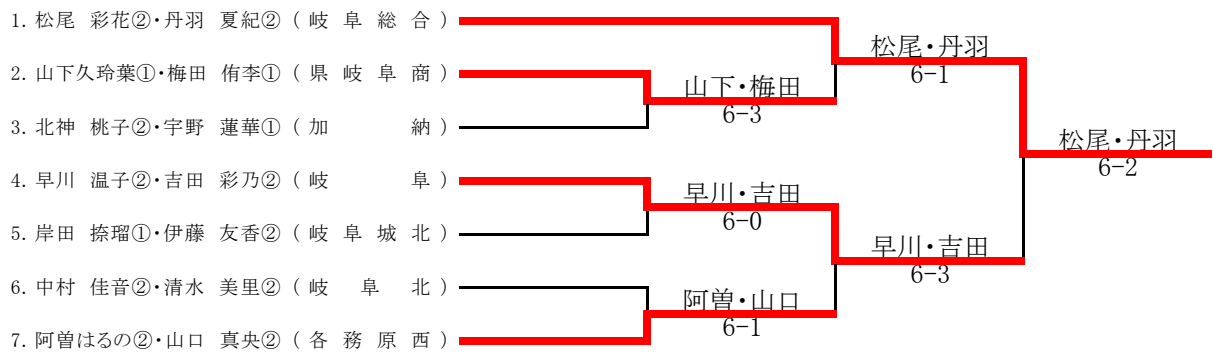 1. 松尾 彩花②・丹羽 夏紀② ( 岐 阜 総 合 )
2. 山下久玲葉①・梅田 侑李① ( 県 岐 阜 商 )
3. 北神 桃子②・宇野 蓮華① ( 加 納 )
4. 早川 温子②・吉田 彩乃② ( 岐 阜 )
5. 岸田 捺瑠①・伊藤 友香② ( 岐 阜 城 北 )
6. 中村 佳音②・清水 美里② ( 岐 阜 北 )
7. 阿曽はるの②・山口 真央② ( 各 務 原 西 )
山下・梅田
6-3
早川・吉田
6-0
阿曽・山口
6-1
松尾・丹羽
6-1
早川・吉田
6-3
松尾・丹羽
6-2